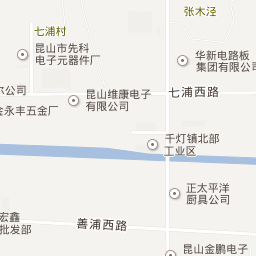 张木泾
七浦村
昆山市先科
电子元器件厂
华新电路板
集团有限公司
七浦西路
尔公司
昆山维康电子
有限公司
金永丰五金厂
千灯镇北部
工业区
正太平洋
厨具公司
宏鑫
批发部
善浦西路
昆山金鹏电子